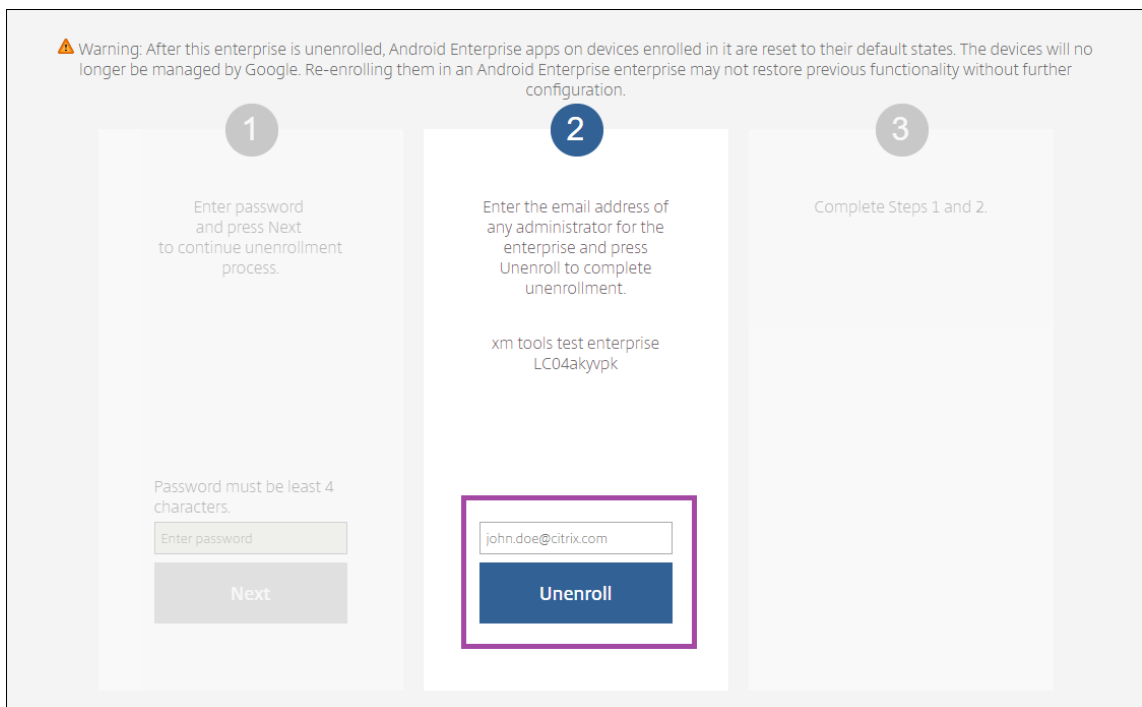 Warning: After this enterprise is unenrolled, Android Enterprise apps on devices enrolled in it are reset to their default states. The devices will no
longer be managed by Google. Re-enrolling them in an Android Enterprise enterprise may not restore previous functionality without further
configuration.
1
Enter password
and press Next
to continue unenrollment
process.
Password must be least 4
characters.
Enter password
Next
2
Enter the email address of
any administrator for the
enterprise and press
Unenroll to complete
unenrollment.
xm tools test enterprise
LC04akyvpk
john.doe@citrix.com
Unenroll
3
Complete Steps 1 and 2.